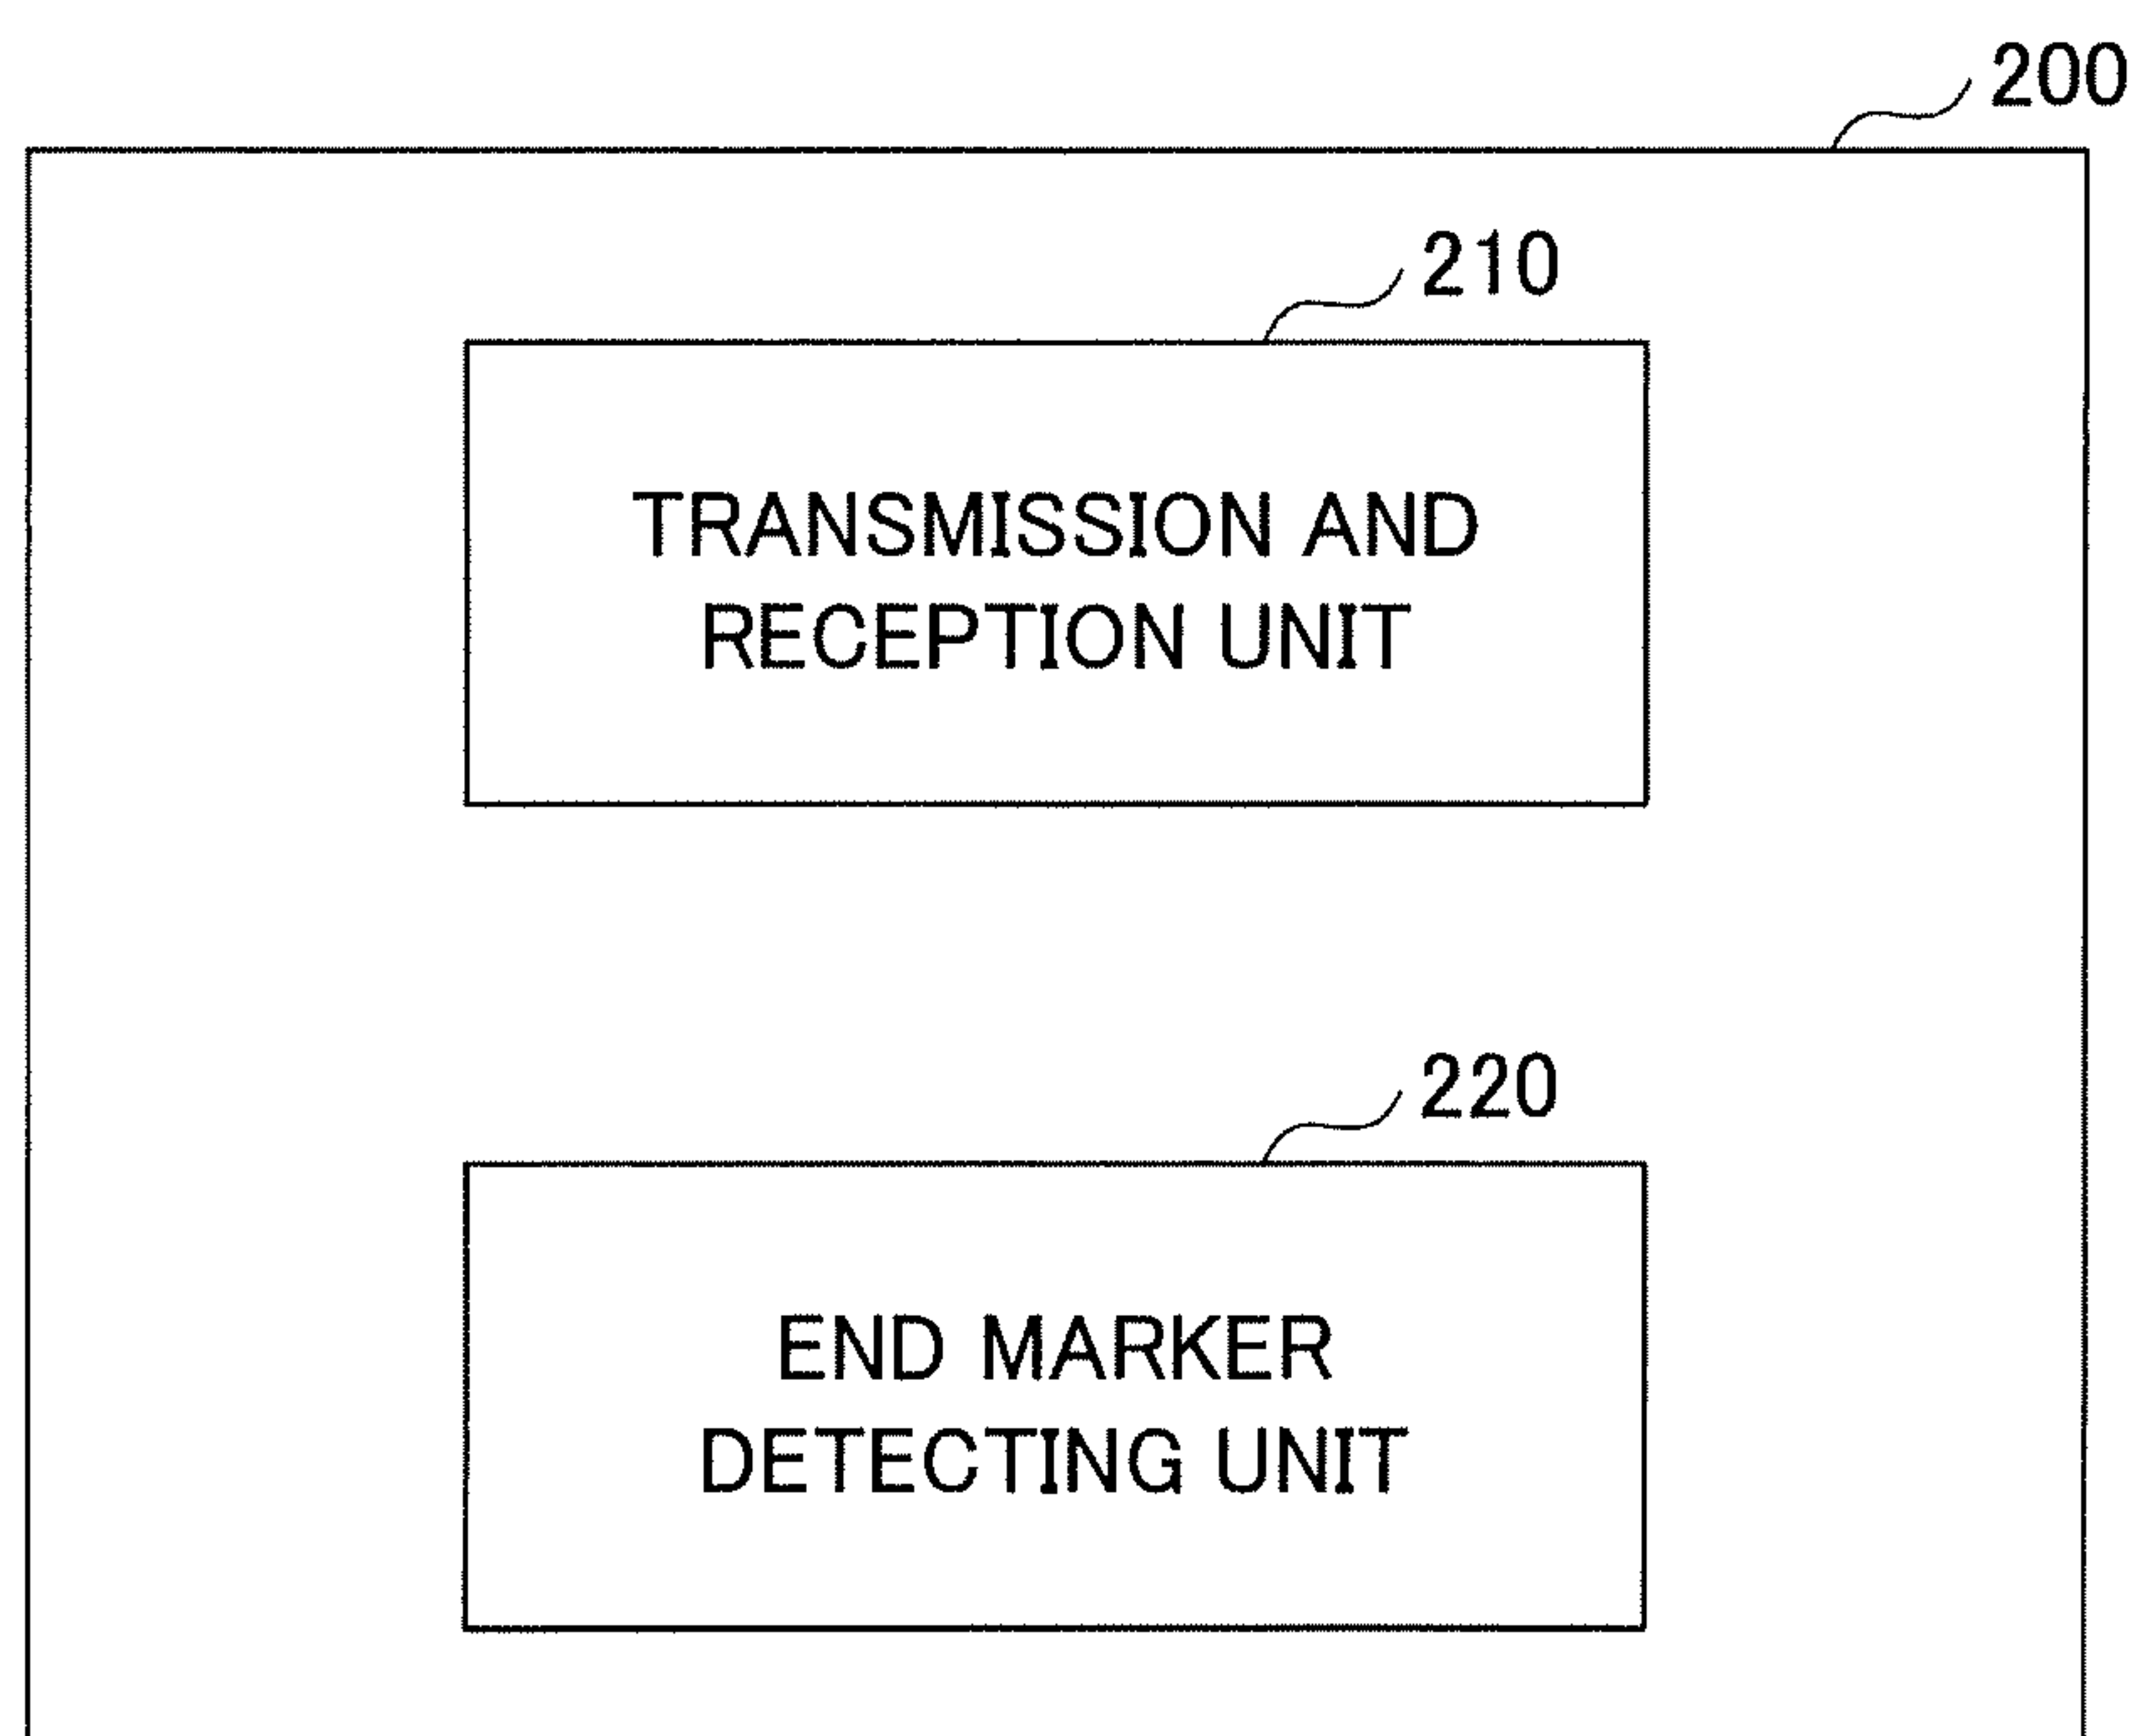 200
210
TRANSMISSION AND
RECEPTION UNIT
220
END MARKER
DETECTING UNIT